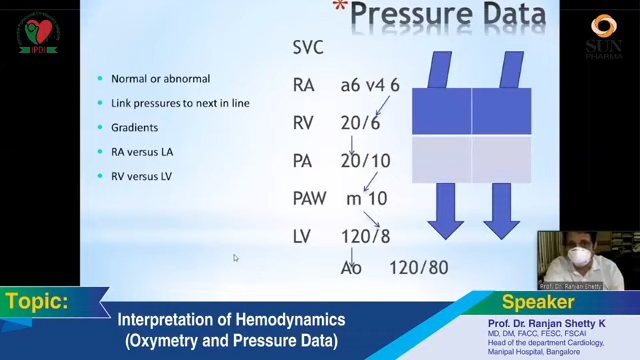 IPDI
*Pressure Data
SUN
PHARMA
SVC
Normal or abnormal
Link pressures to next in line
Gradients
RA versus LA
RV versus LV
RA a6 v4 6
RV 20/6
PA 20/10
PAW m 10
LV 120/8
Ao 120/80
Prof. Dr. Ranjan Shetty
Topic:
Interpretation of Hemodynamics
(Oxymetry and Pressure Data)
Speaker
Prof. Dr. Ranjan Shetty K
MD, DM, FACC, FESC, FSCAI
Head of the department Cardiology,
Manipal Hospital, Bangalore